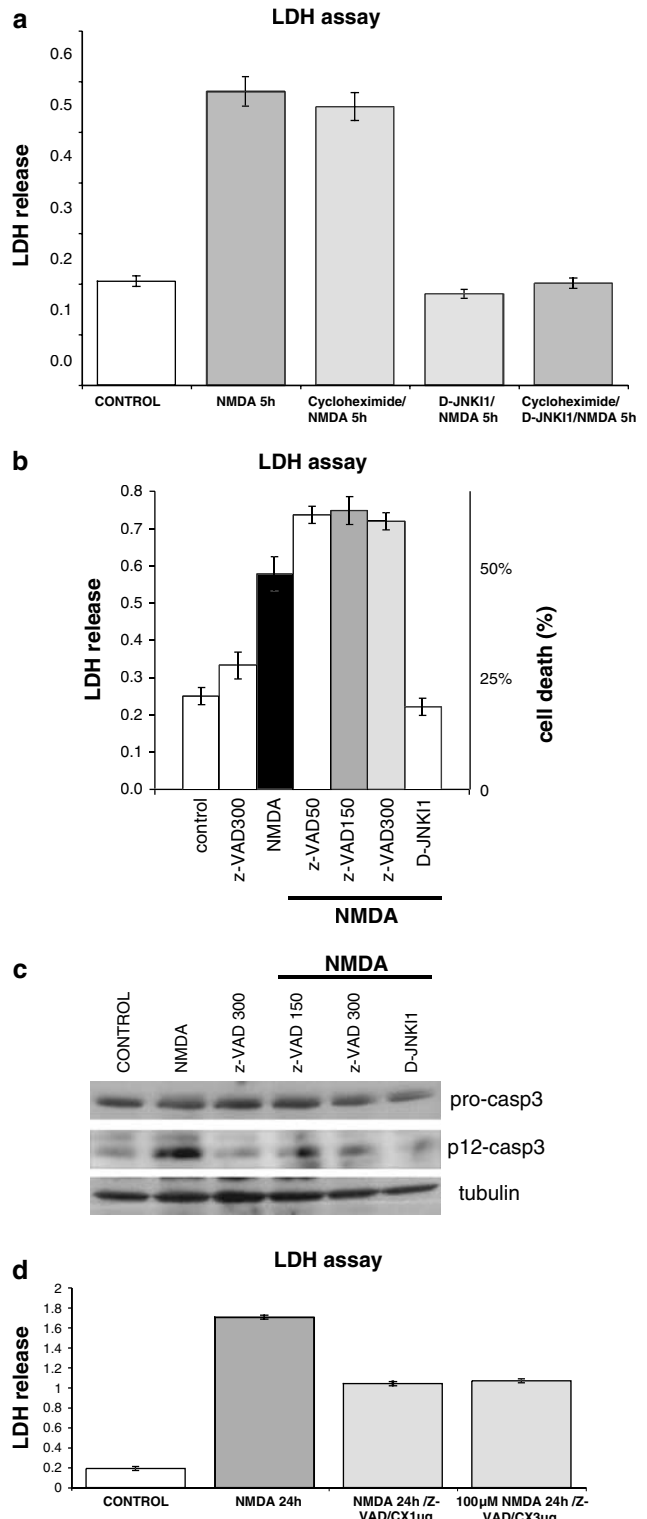 a
LDH assay
LDH release
0.6
0.5
0.4
0.3
0.2
0.1
0.0
CONTROL
NMDA 5h
Cycloheximide/
NMDA 5h
D-JNKI1/
NMDA 5h
Cycloheximide/
D-JNKI1/NMDA 5h
b
LDH assay
LDH release
0.8
0.7
0.6
0.5
0.4
0.3
0.2
0.1
0.0
50%
25%
0
cell death (%)
control
z-VAD300
NMDA
z-VAD50
z-VAD150
z-VAD300
D-JNKI1
NMDA
c
NMDA
CONTROL
NMDA
z-VAD 300
z-VAD 150
z-VAD 300
D-JNKI1
pro-casp3
p12-casp3
tubulin
d
LDH assay
LDH release
2
1.8
1.6
1.4
1.2
1
0.8
0.6
0.4
0.2
0
CONTROL
NMDA 24h
NMDA 24h /Z-
VAD/CX1µg
100µM NMDA 24h /Z-
VAD/CX3µg